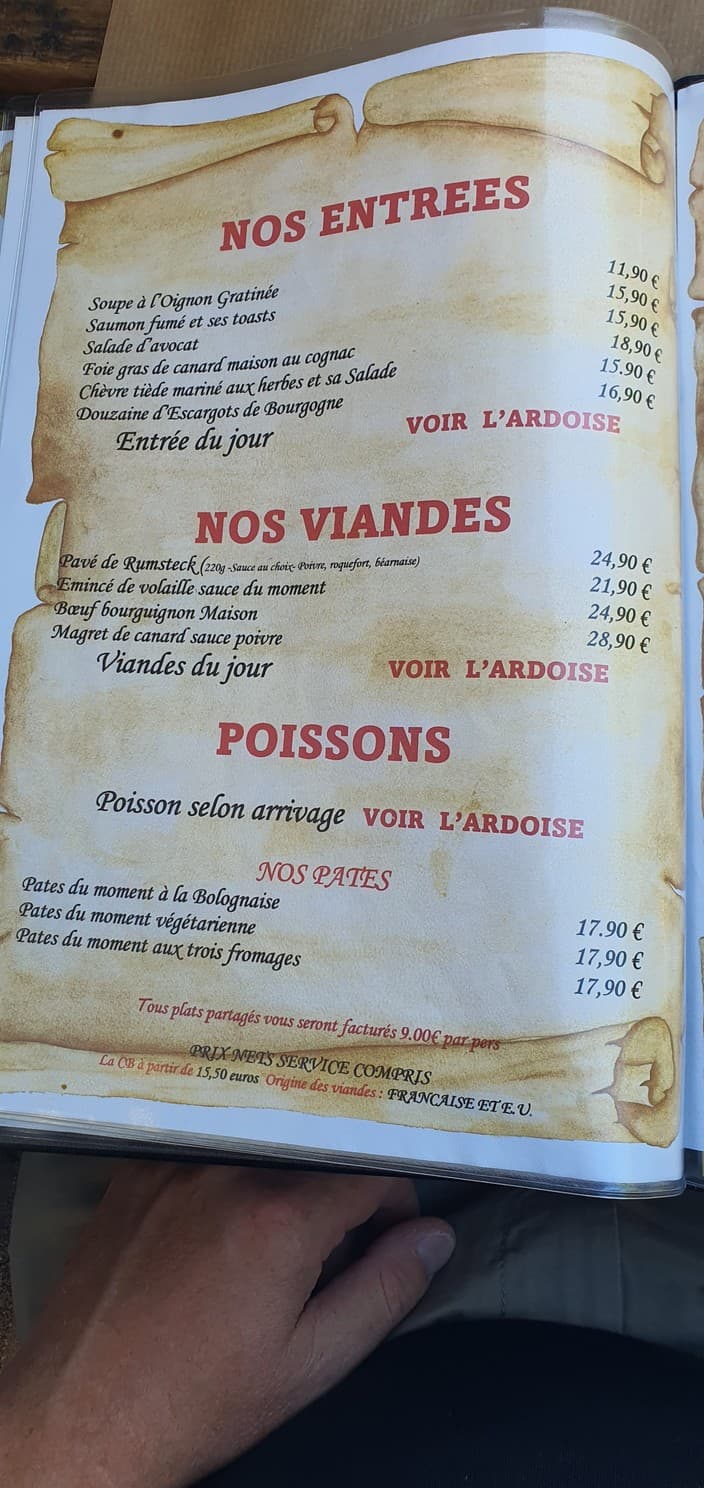 NOS ENTREES
Soupe à l'Oignon Gratinée 11,90 €
Saumon fumé et ses toasts 15,90 €
Salade d'avocat 15,90 €
Foie gras de canard maison au cognac 18,90 €
Chèvre tiède mariné aux herbes et sa Salade 15.90 €
Douzaine d'Escargots de Bourgogne 16,90 €
Entrée du jour VOIR L'ARDOISE
NOS VIANDES
Pavé de Rumsteck (220g -Sauce au choix- Poivre, roquefort, béarnaise) 24,90 €
Emincé de volaille sauce du moment 21,90 €
Bœuf bourguignon Maison 24,90 €
Magret de canard sauce poivre 28,90 €
Viandes du jour VOIR L'ARDOISE
POISSONS
Poisson selon arrivage VOIR L'ARDOISE
NOS PATES
Pates du moment à la Bolognaise 17.90 €
Pates du moment végétarienne 17,90 €
Pates du moment aux trois fromages 17,90 €
Tous plats partagés vous seront facturés 9.00€ par pers
PRIX NETS SERVICE COMPRIS
La CB à partir de 15,50 euros Origine des viandes : FRANCAISE ET E.U.